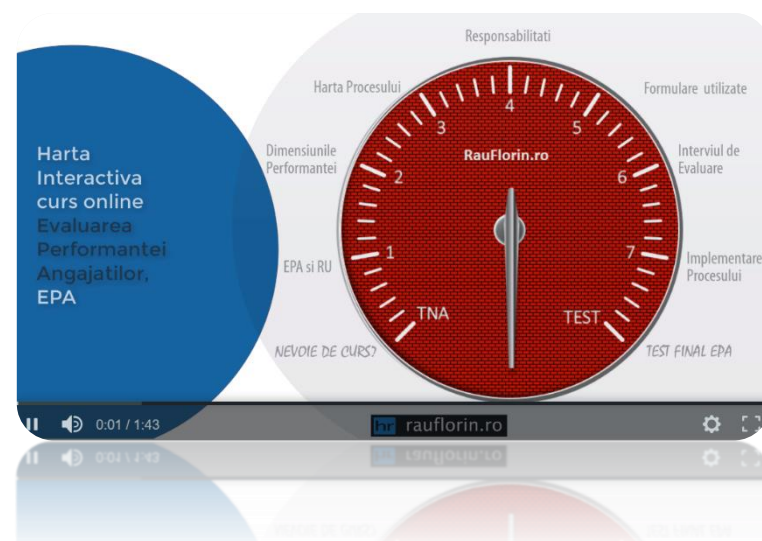 Harta
Interactiva
curs online
Evaluarea
Performantei
Angajatilor,
EPA
Responsabilitati
Harta Procesului
Formulare utilizate
Dimensiunile
Performantei
Interviul de
Evaluare
EPA si RU
Implementare
Procesului
NEVOIE DE CURS?
TEST FINAL EPA
RauFlorin.ro
TNA
1
2
3
4
5
6
7
TEST
0:01 / 1:43
hr rauflorin.ro